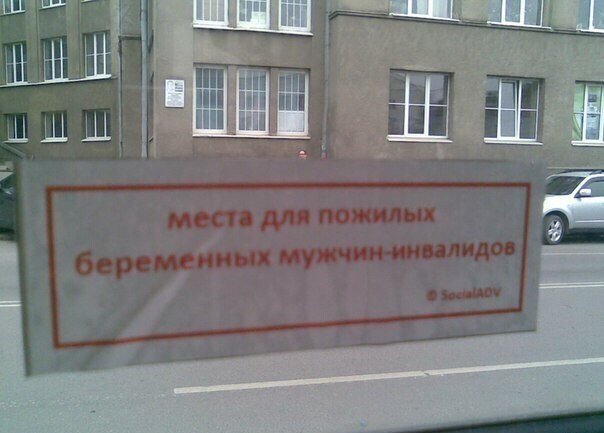 места для пожилых
беременных мужчин-инвалидов
© SocialADV